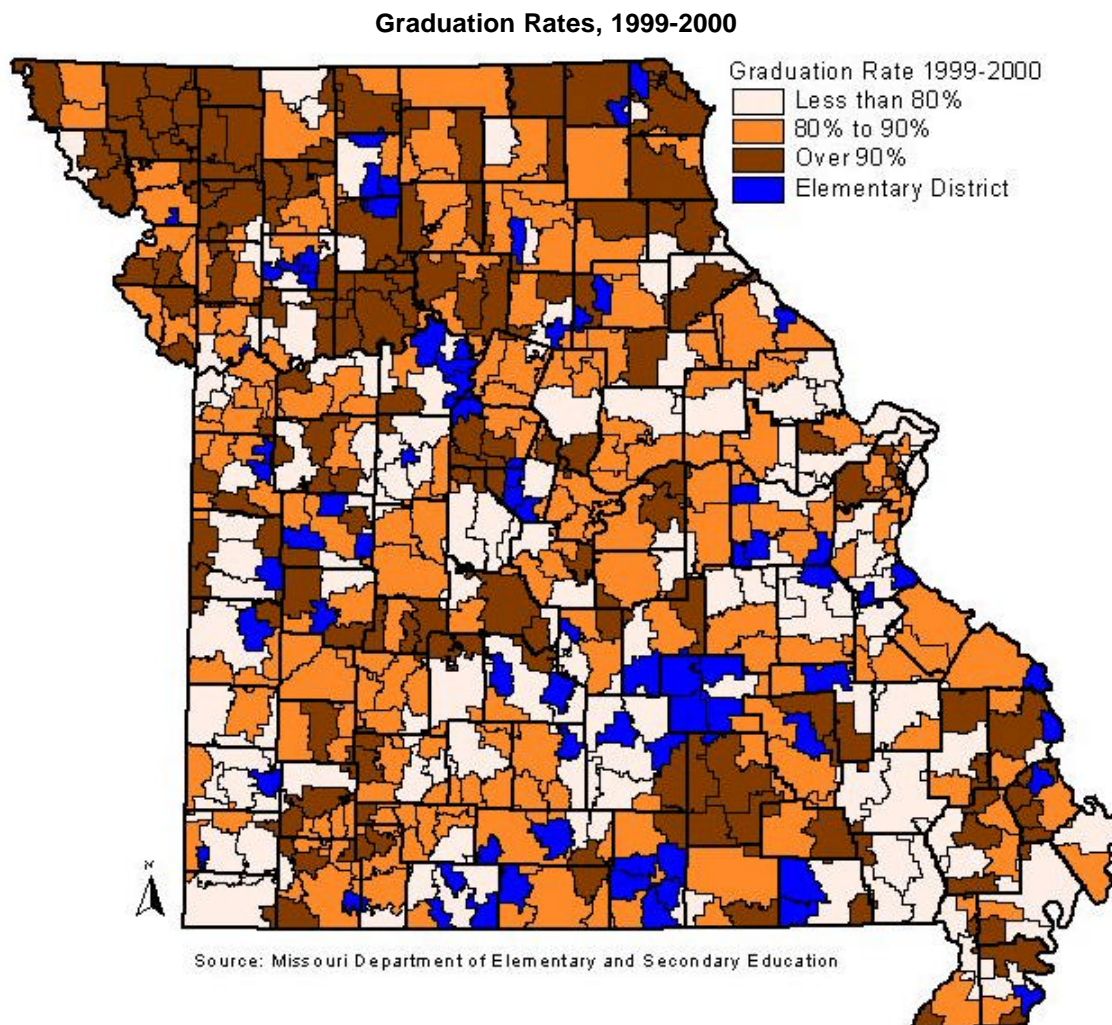 Graduation Rates, 1999-2000
Graduation Rate 1999-2000
Less than 80%
80% to 90%
Over 90%
Elementary District
N
Source: Missouri Department of Elementary and Secondary Education